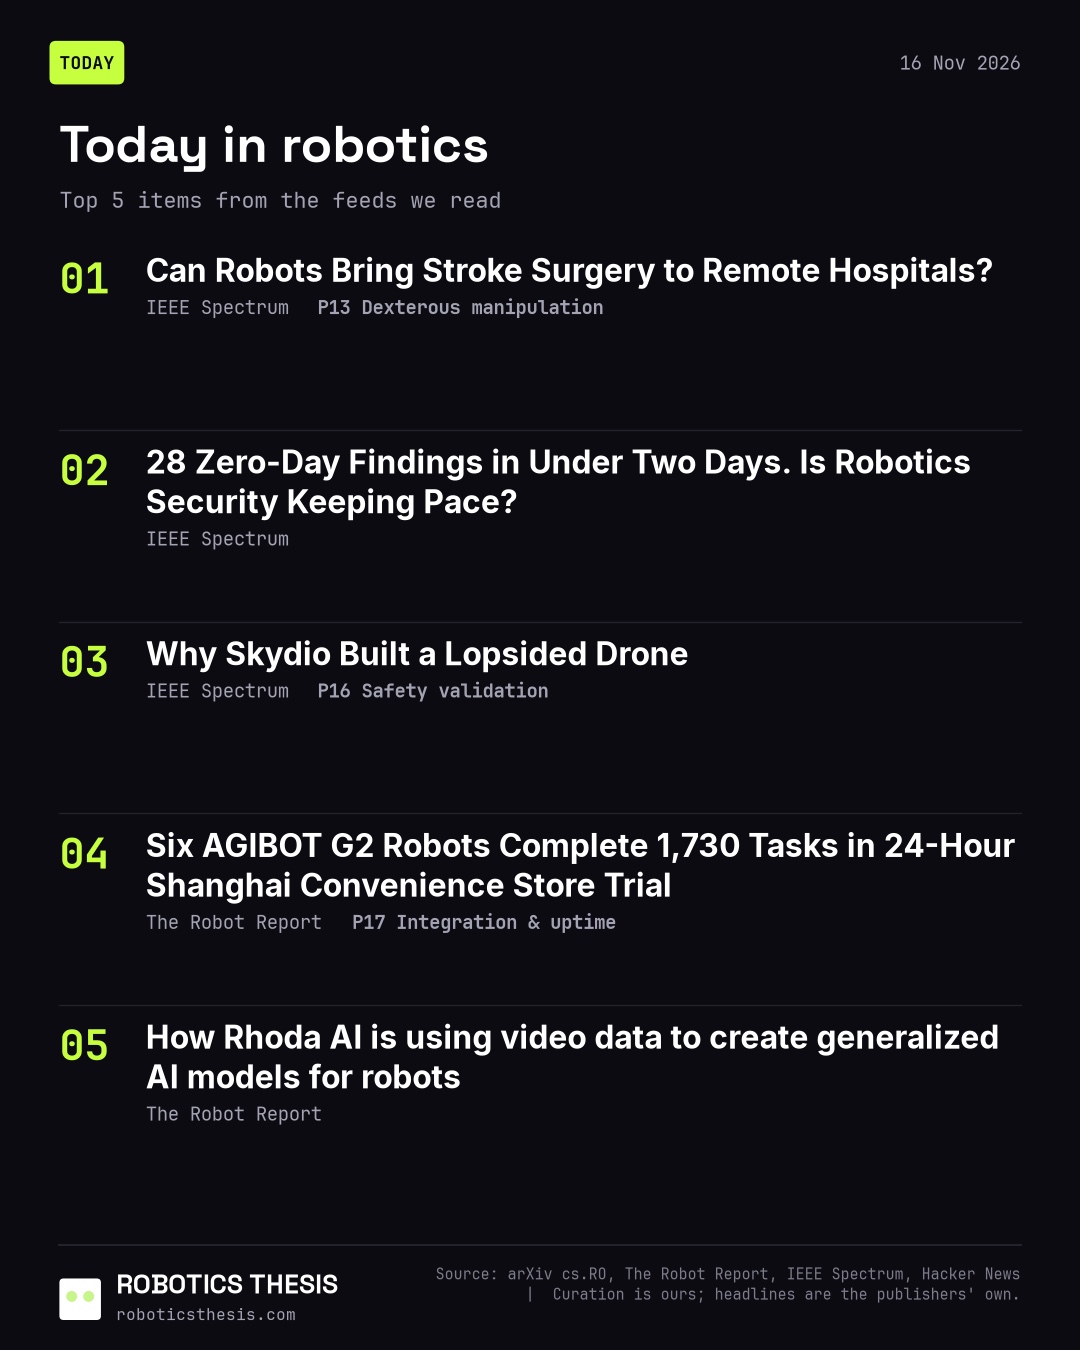 TODAY
16 Nov 2026
Today in robotics
Top 5 items from the feeds we read
01
Can Robots Bring Stroke Surgery to Remote Hospitals?
IEEE Spectrum P13 Dexterous manipulation
02
28 Zero-Day Findings in Under Two Days. Is Robotics
Security Keeping Pace?
IEEE Spectrum
03
Why Skydio Built a Lopsided Drone
IEEE Spectrum P16 Safety validation
04
Six AGIBOT G2 Robots Complete 1,730 Tasks in 24-Hour
Shanghai Convenience Store Trial
The Robot Report P17 Integration & uptime
05
How Rhoda AI is using video data to create generalized
AI models for robots
The Robot Report
ROBOTICS THESIS
roboticsthesis.com
Source: arXiv cs.RO, The Robot Report, IEEE Spectrum, Hacker News
| Curation is ours; headlines are the publishers' own.